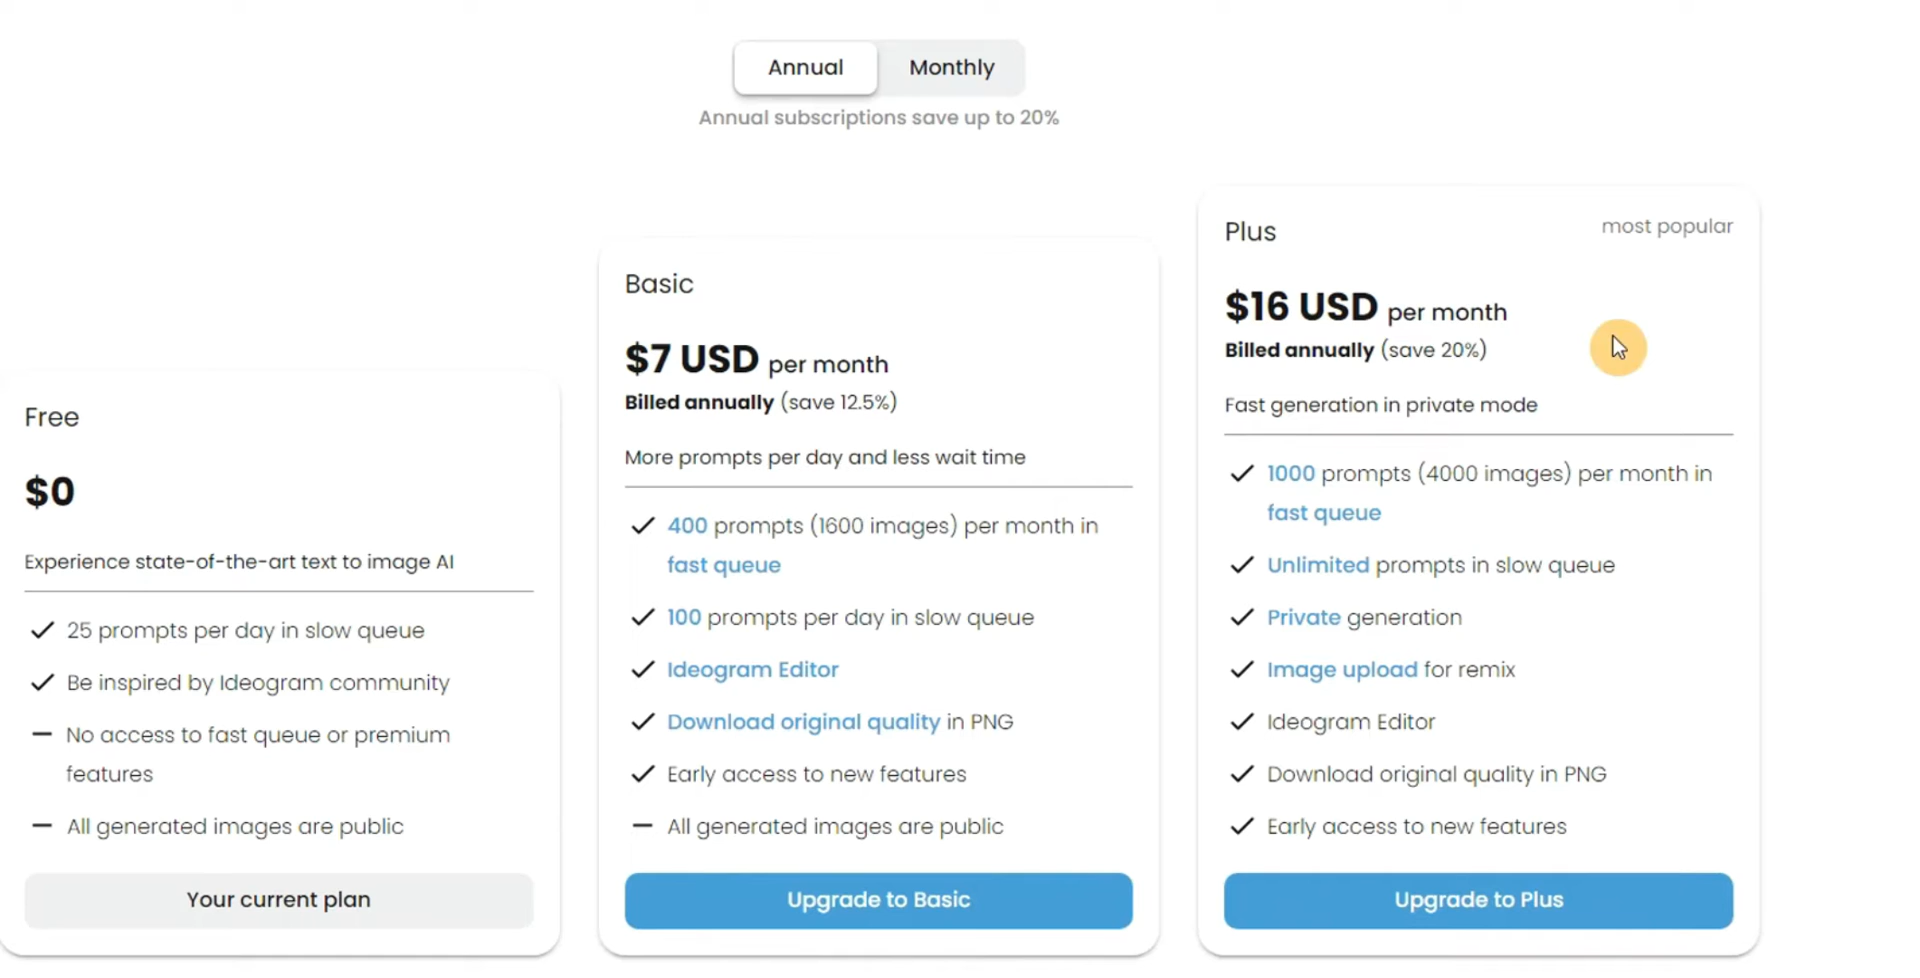 Annual Monthly
Annual subscriptions save up to 20%
Free
$0
Experience state-of-the-art text to image AI
25 prompts per day in slow queue
Be inspired by Ideogram community
No access to fast queue or premium
features
All generated images are public
Your current plan
Basic
$7 USD per month
Billed annually (save 12.5%)
More prompts per day and less wait time
400 prompts (1600 images) per month in
fast queue
100 prompts per day in slow queue
Ideogram Editor
Download original quality in PNG
Early access to new features
All generated images are public
Upgrade to Basic
Plus most popular
$16 USD per month
Billed annually (save 20%)
Fast generation in private mode
1000 prompts (4000 images) per month in
fast queue
Unlimited prompts in slow queue
Private generation
Image upload for remix
Ideogram Editor
Download original quality in PNG
Early access to new features
Upgrade to Plus